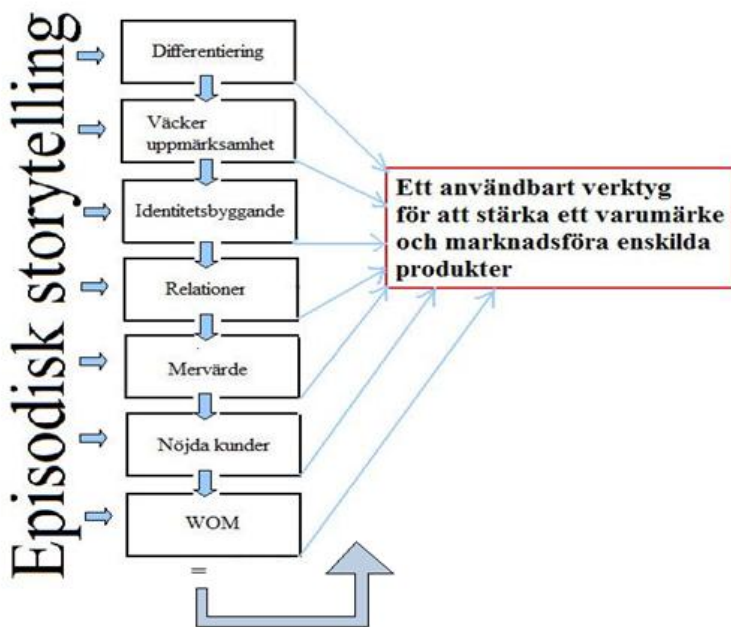 Episodisk storytelling
Differentiering
Väcker
uppmärksamhet
Identitetsbyggande
Relationer
Mervärde
Nöjda kunder
WOM
=
Ett användbart verktyg
för att stärka ett varumärke
och marknadsföra enskilda
produkter